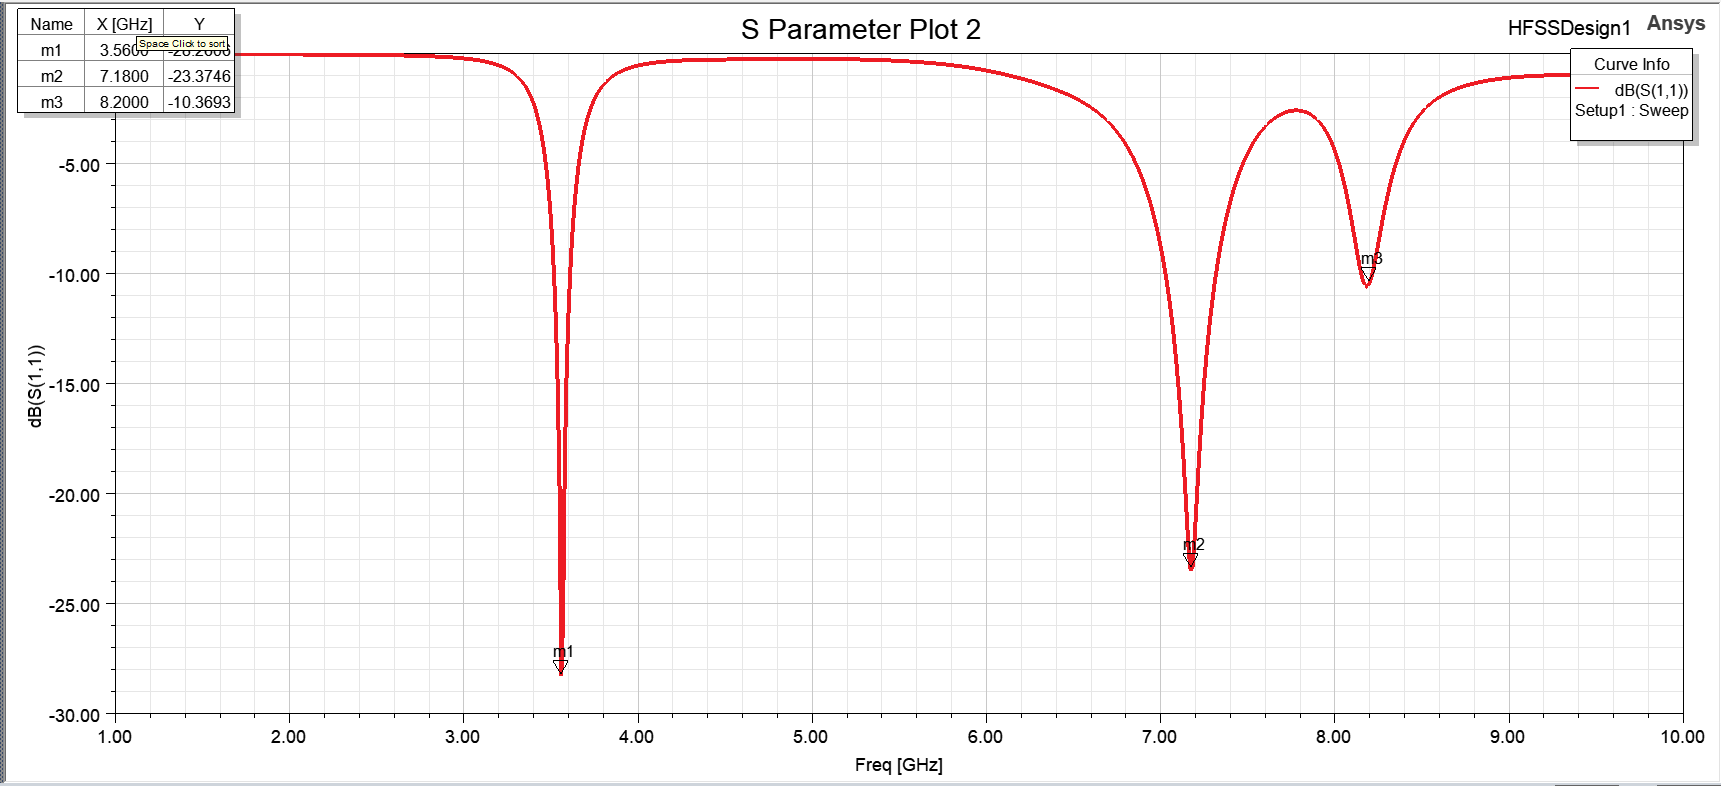 S Parameter Plot 2
HFSSDesign1 Ansys
Name X [GHz] Y
m1 3.5600
Space Click to sort
m2 7.1800 -23.3746
m3 8.2000 -10.3693
Curve Info
dB(S(1,1))
Setup1 : Sweep
dB(S(1,1))
-5.00
-10.00
-15.00
-20.00
-25.00
-30.00
m1
m2
m3
1.00 2.00 3.00 4.00 5.00 6.00 7.00 8.00 9.00 10.00
Freq [GHz]